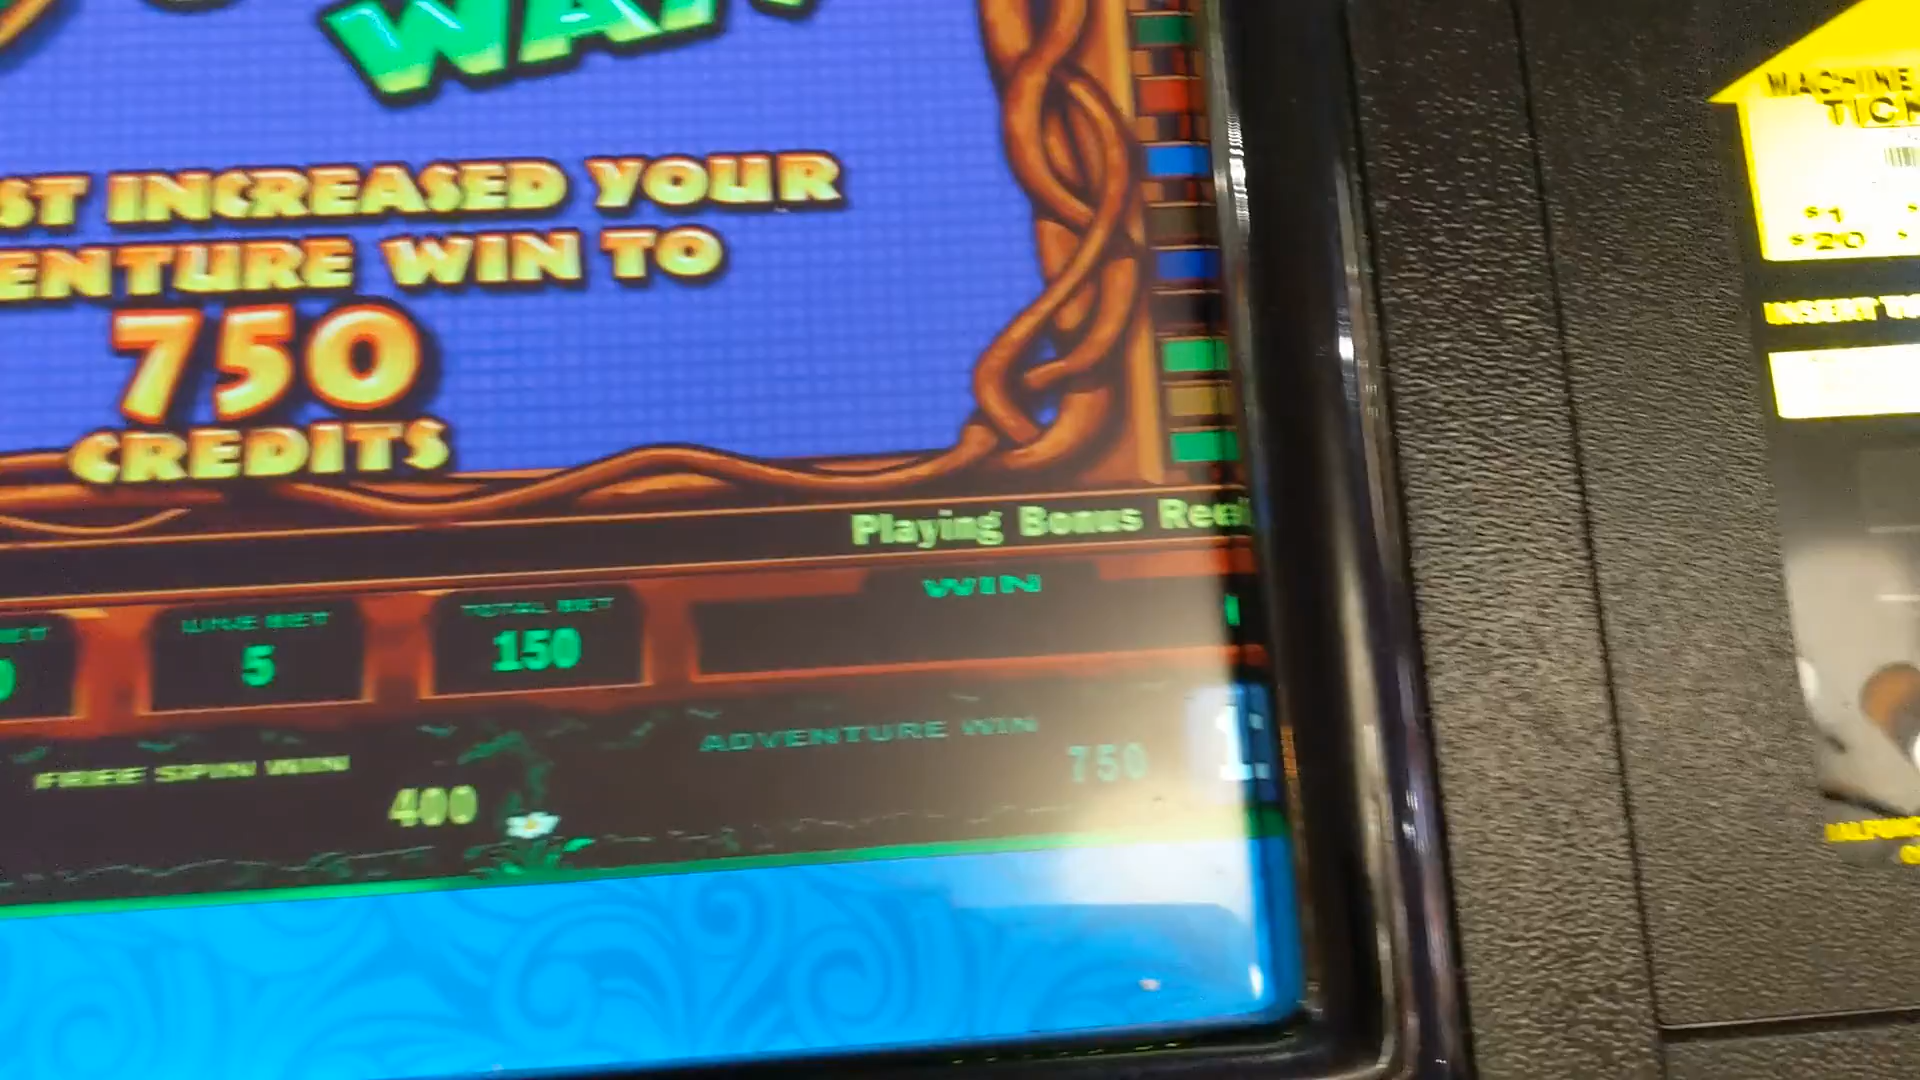 WAY
ST INCREASED YOUR
ENTURE WIN TO
750
CREDITS
Playing Bonus Reel
LINE BET
5
TOTAL BET
150
WIN
FREE SPIN WIN
400
ADVENTURE WIN
750
MACHINE
TICK
$1
$20
INSERT